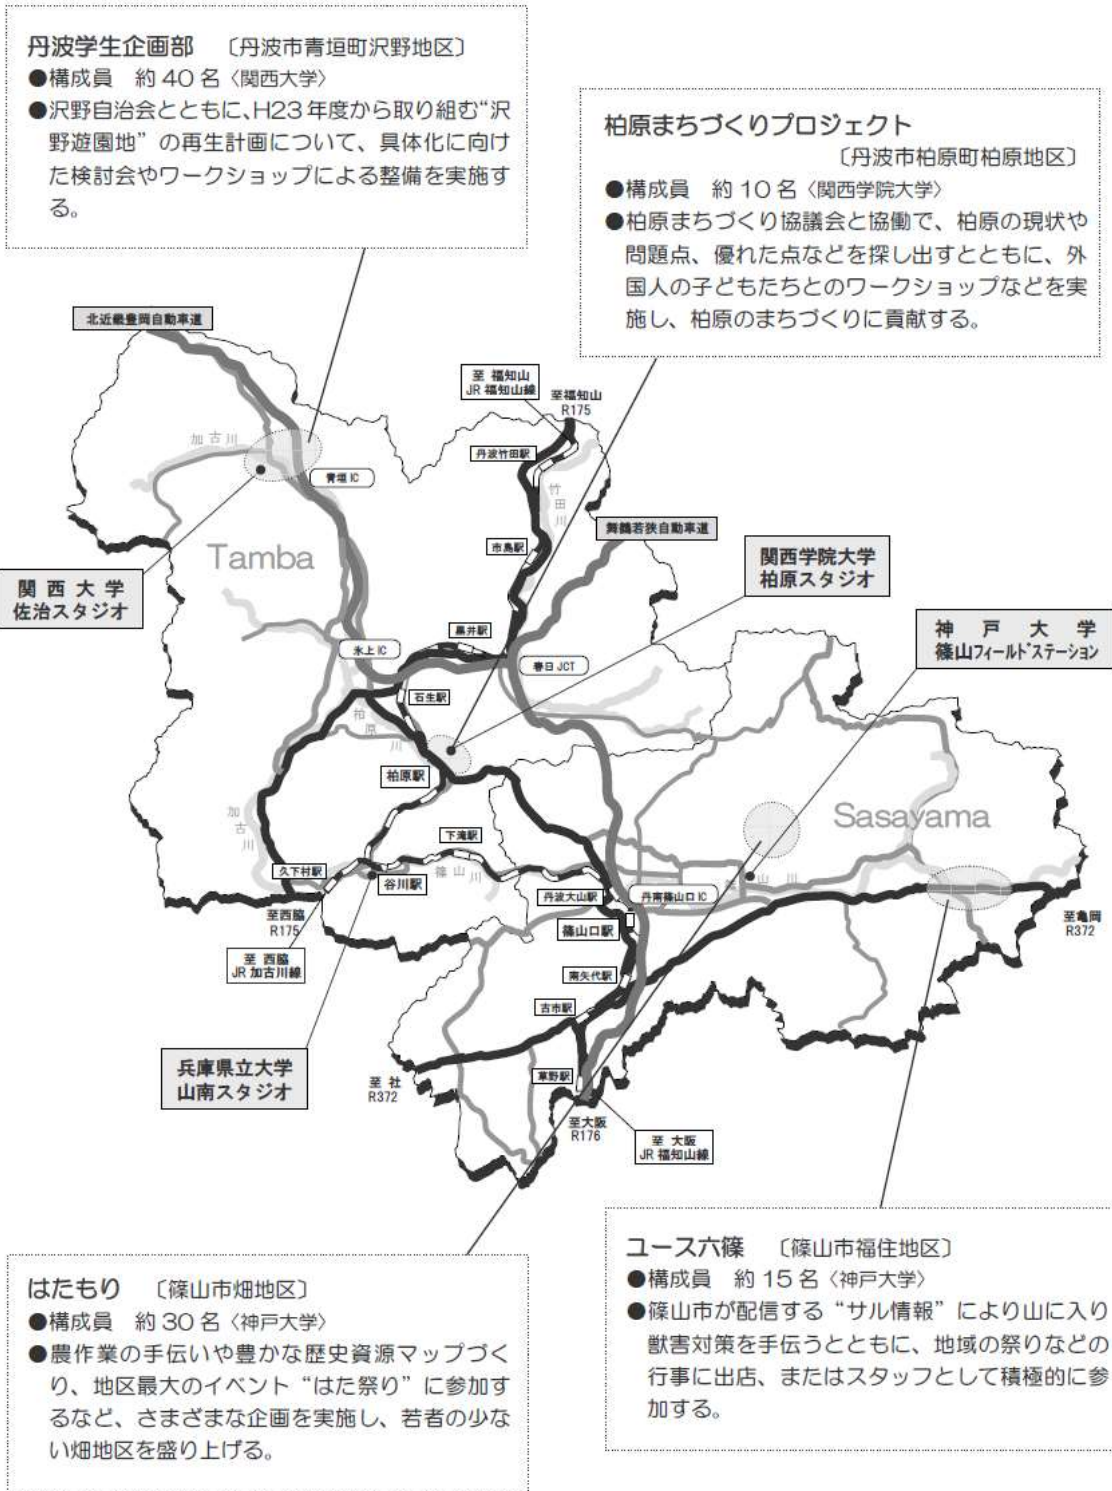 丹波学生企画部 〔丹波市青垣町沢野地区〕
●構成員 約40名〈関西大学〉
●沢野自治会とともに、H23年度から取り組む“沢
野遊園地”の再生計画について、具体化に向け
た検討会やワークショップによる整備を実施す
る。
柏原まちづくりプロジェクト
〔丹波市柏原町柏原地区〕
●構成員 約10名〈関西学院大学〉
●柏原まちづくり協議会と協働で、柏原の現状や
問題点、優れた点などを探し出すとともに、外
国人の子どもたちとのワークショップなどを実
施し、柏原のまちづくりに貢献する。
北近畿豊岡自動車道
至 福知山
JR 福知山線
至福知山
R175
加古川
丹波竹田駅
青垣 IC
竹田川
舞鶴若狭自動車道
市島駅
Tamba
関西学院大学
柏原スタジオ
関西大学
佐治スタジオ
神戸大学
篠山フィールドステーション
黒井駅
氷上 IC
春日 JCT
石生駅
柏原川
柏原駅
加古川
Sasayama
下滝駅
久下村駅
谷川駅
篠山川
丹波大山駅
丹南篠山口 IC
山川
至西脇
R175
篠山口駅
至亀岡
R372
至 西脇
JR 加古川線
南矢代駅
古市駅
兵庫県立大学
山南スタジオ
至 社
R372
草野駅
至大阪
R176
至 大阪
JR 福知山線
はたもり 〔篠山市畑地区〕
●構成員 約30名〈神戸大学〉
●農作業の手伝いや豊かな歴史資源マップづく
り、地区最大のイベント“はた祭り”に参加す
るなど、さまざまな企画を実施し、若者の少な
い畑地区を盛り上げる。
ユース六篠 〔篠山市福住地区〕
●構成員 約15名〈神戸大学〉
●篠山市が配信する“サル情報”により山に入り
獣害対策を手伝うとともに、地域の祭りなどの
行事に出店、またはスタッフとして積極的に参
加する。